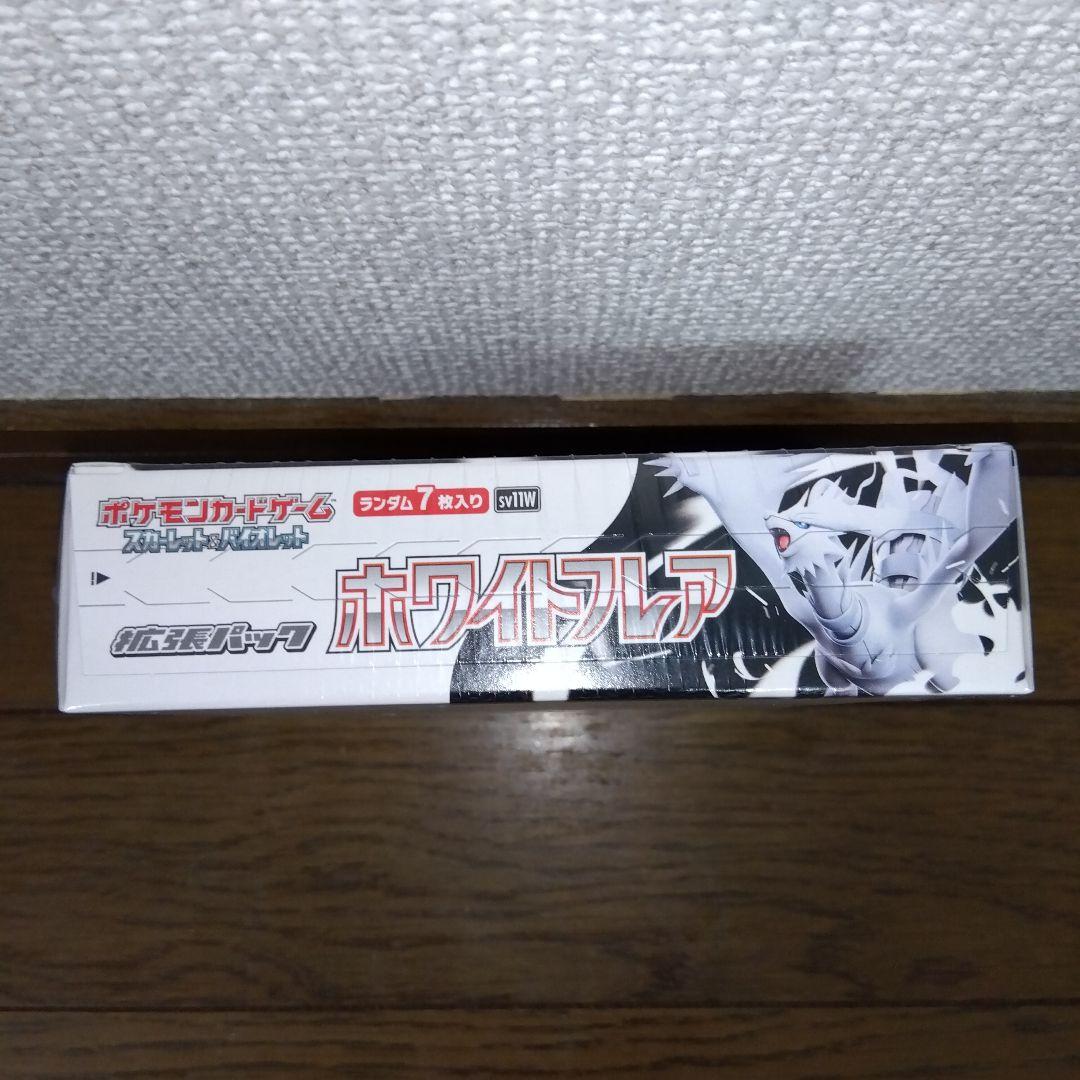 ポケモンカードゲーム™
スカーレット&バイオレット
ランダム7枚入り
SV11W
拡張パック
ホワイトフレア